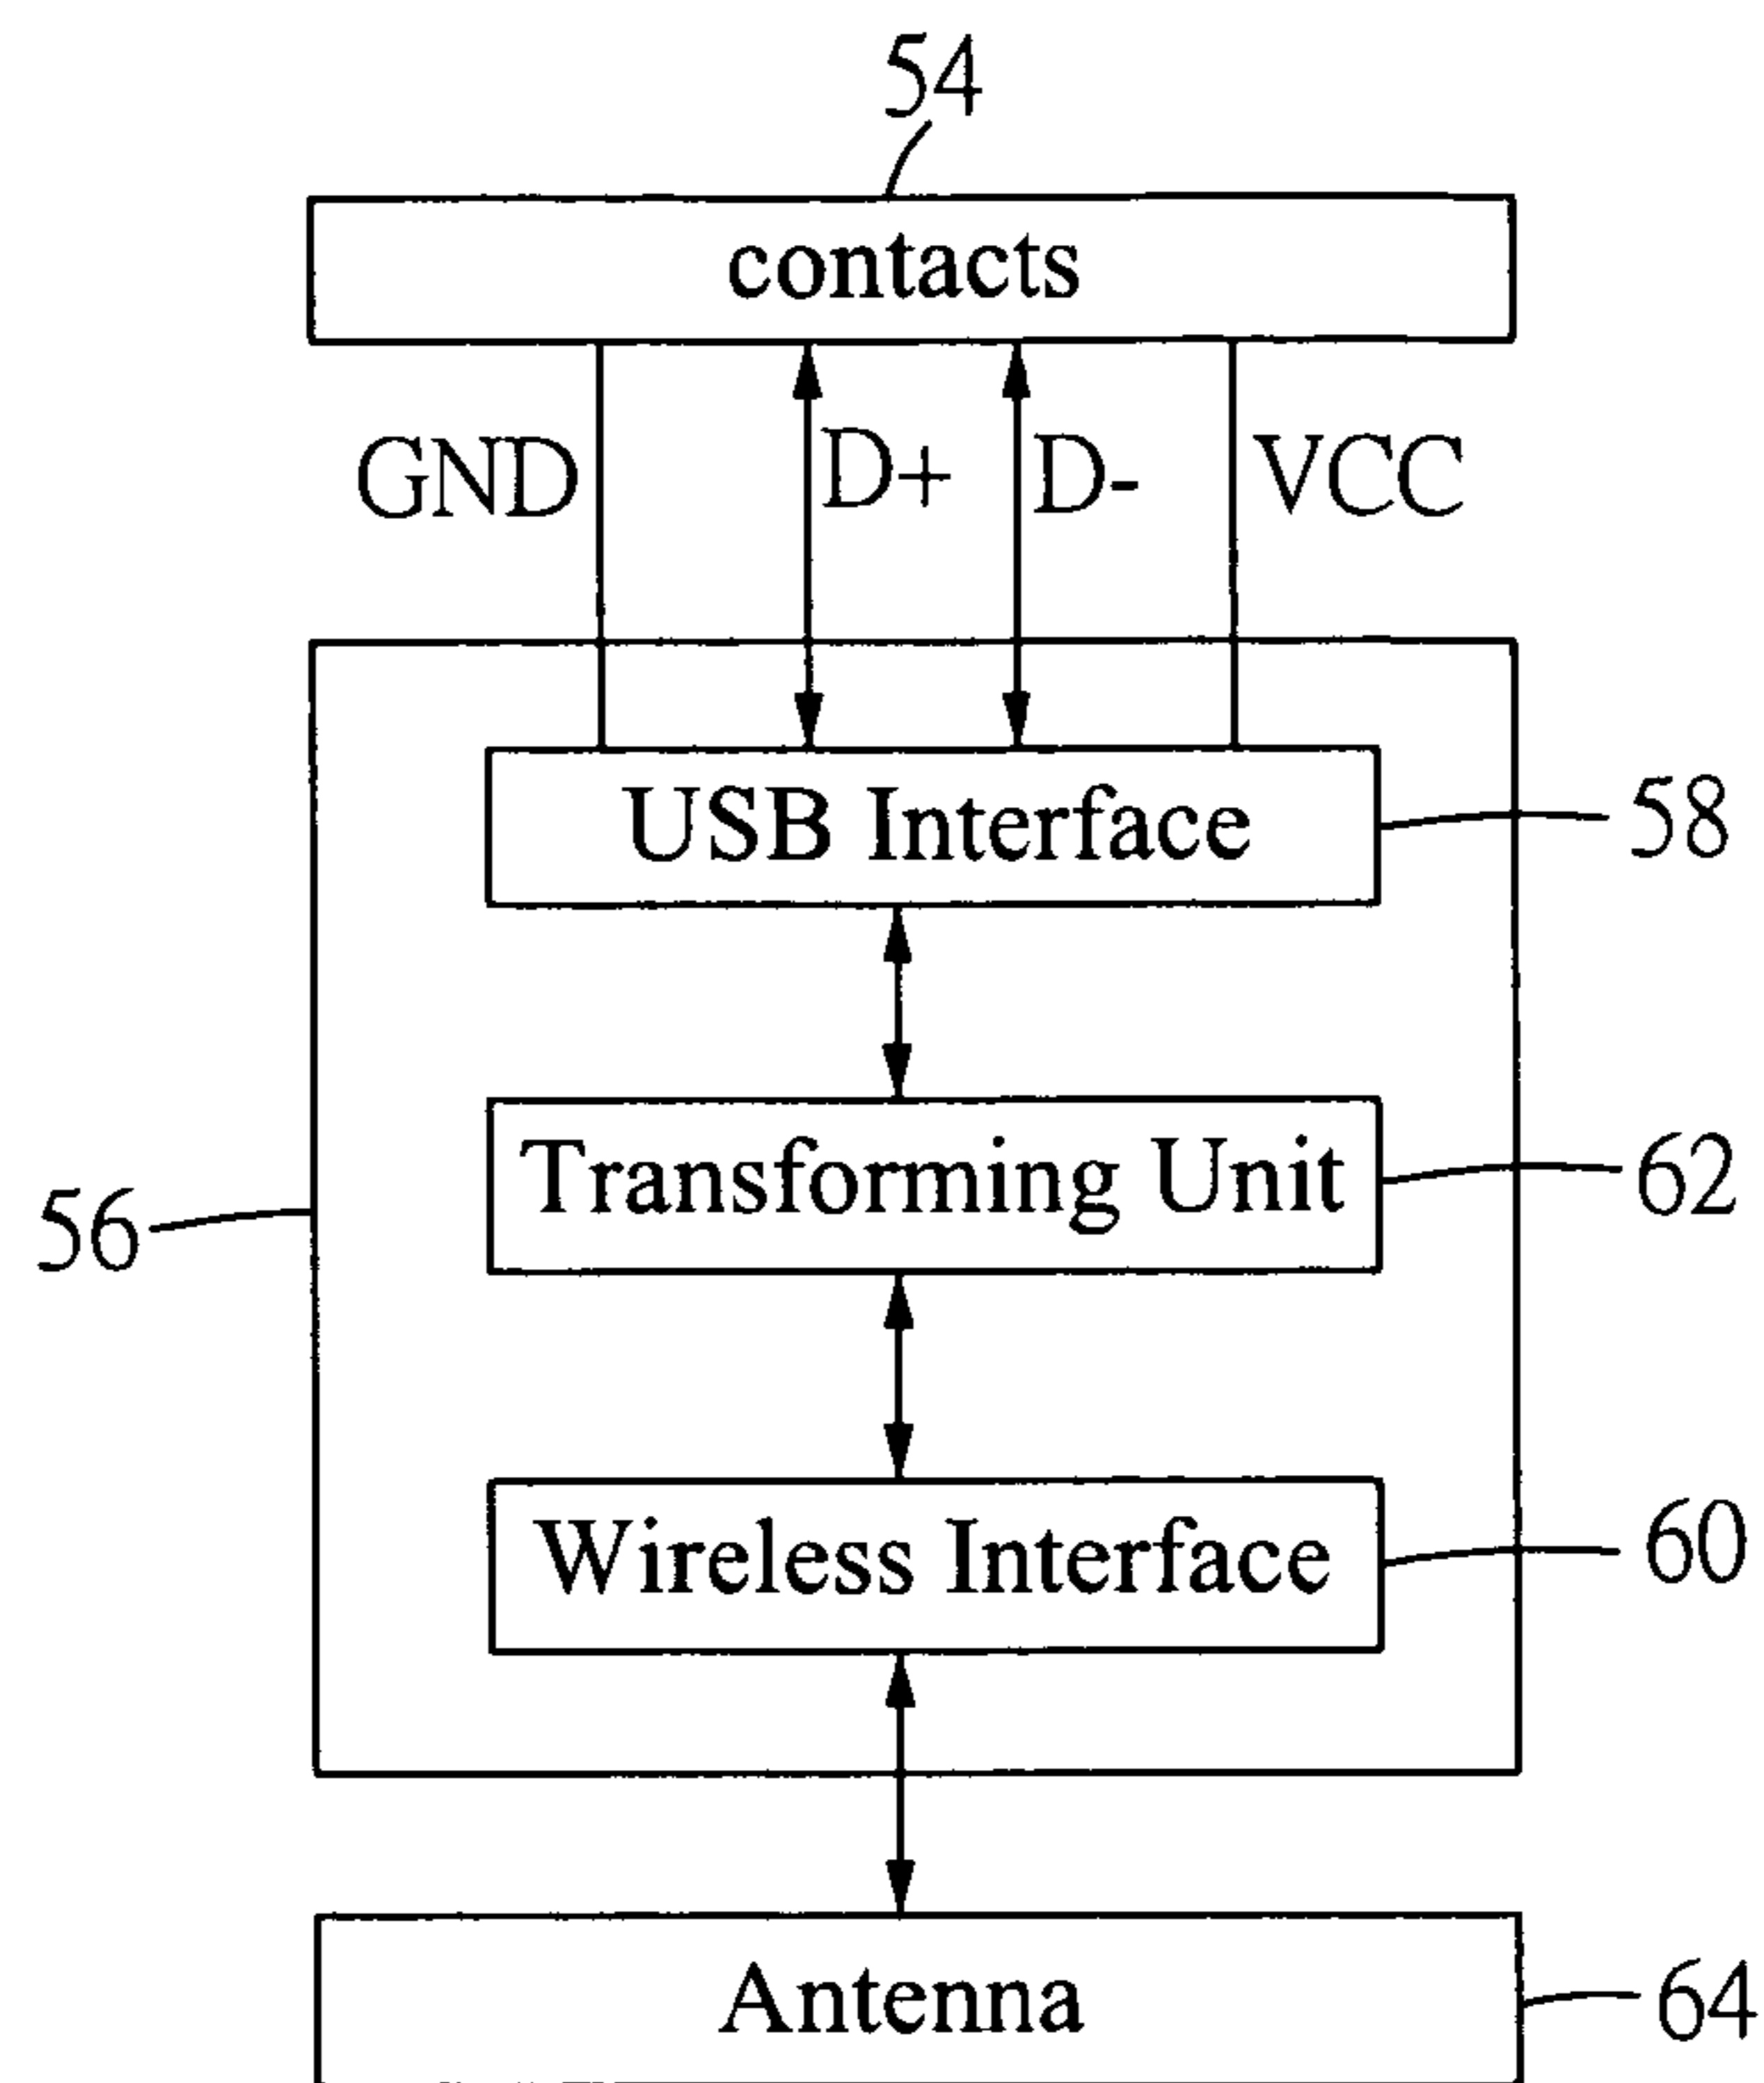 54
contacts
GND D+ D- VCC
USB Interface 58
Transforming Unit 62
56
Wireless Interface 60
Antenna 64